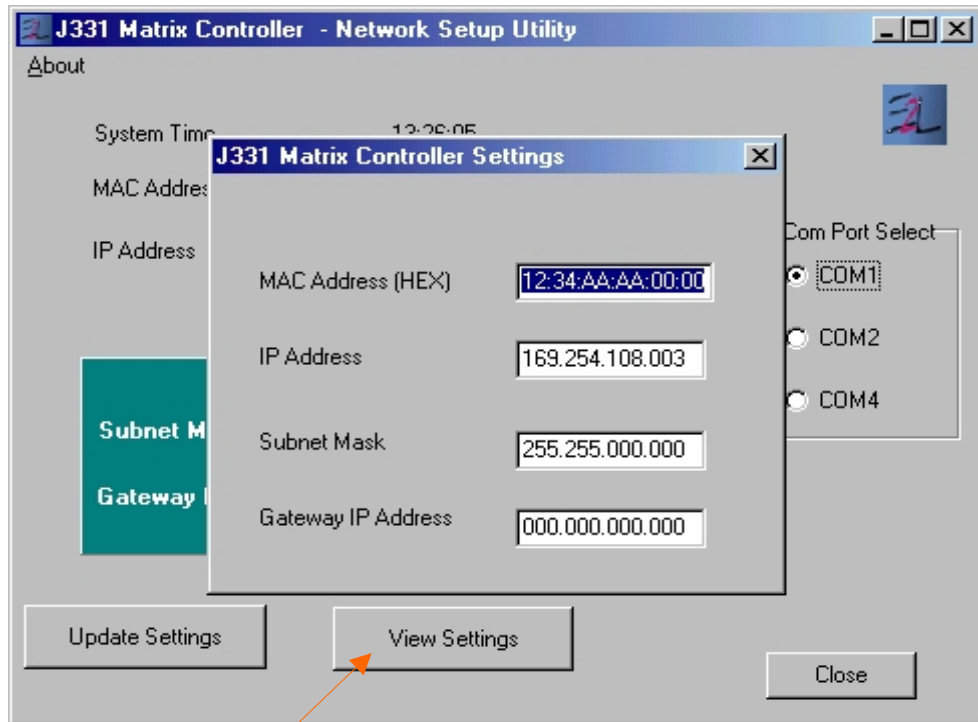 J331 Matrix Controller - Network Setup Utility
About
System Time
J331 Matrix Controller Settings
MAC
IP Address
MAC Address (HEX)
12:34:AA:AA:00:00
IP Address
169.254.108.003
Subnet Mask
255.255.000.000
Gateway IP Address
000.000.000.000
Com Port Select
COM1
COM2
COM4
Subnet M
Gateway
Update Settings
View Settings
Close